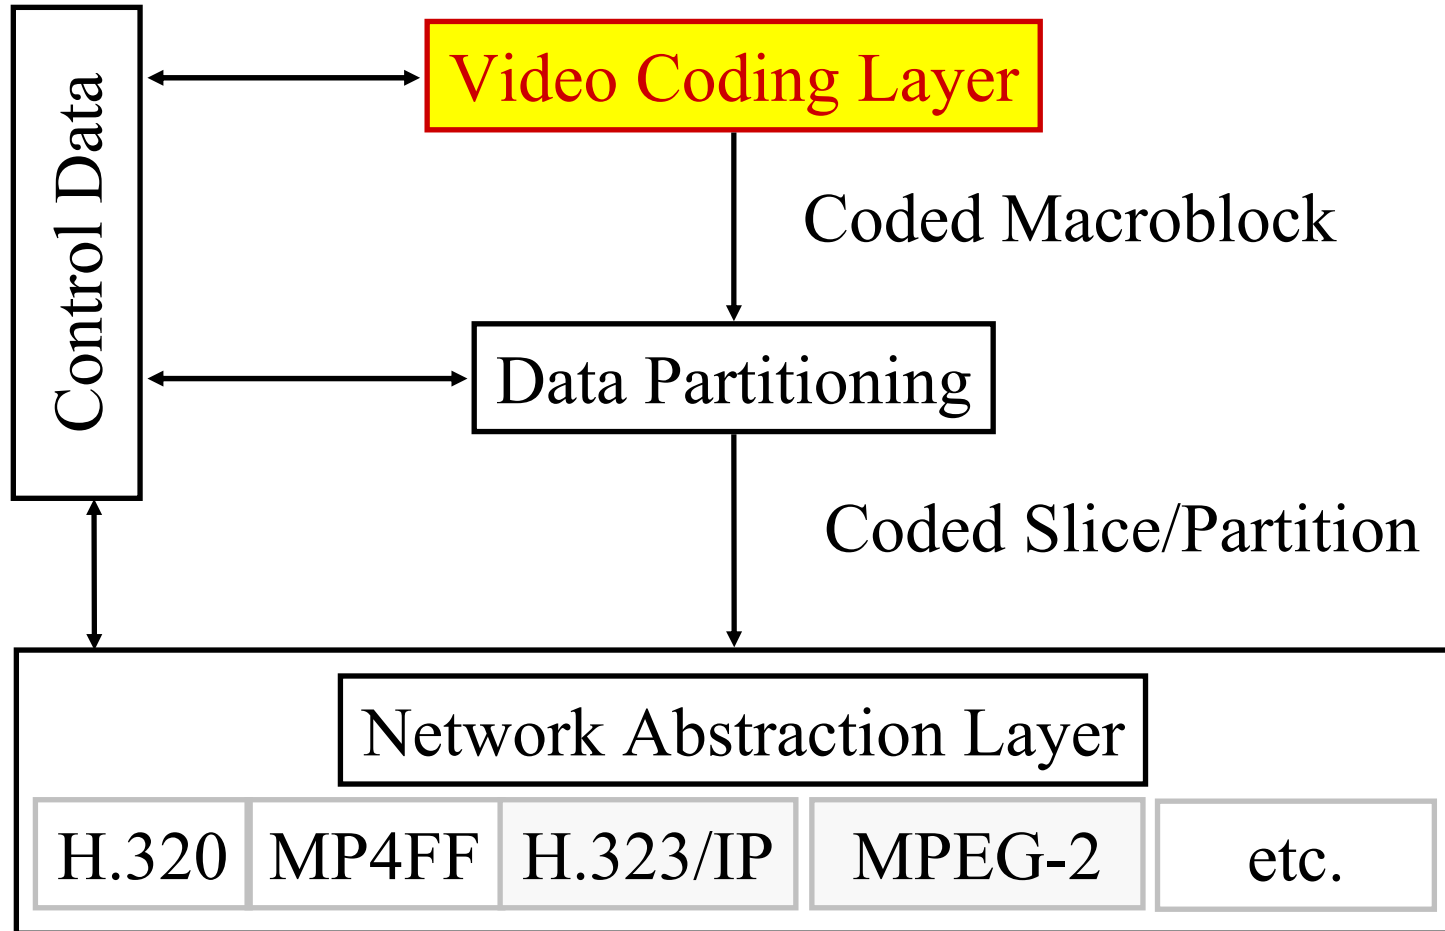 Control Data
Video Coding Layer
Coded Macroblock
Data Partitioning
Coded Slice/Partition
Network Abstraction Layer
H.320
MP4FF
H.323/IP
MPEG-2
etc.